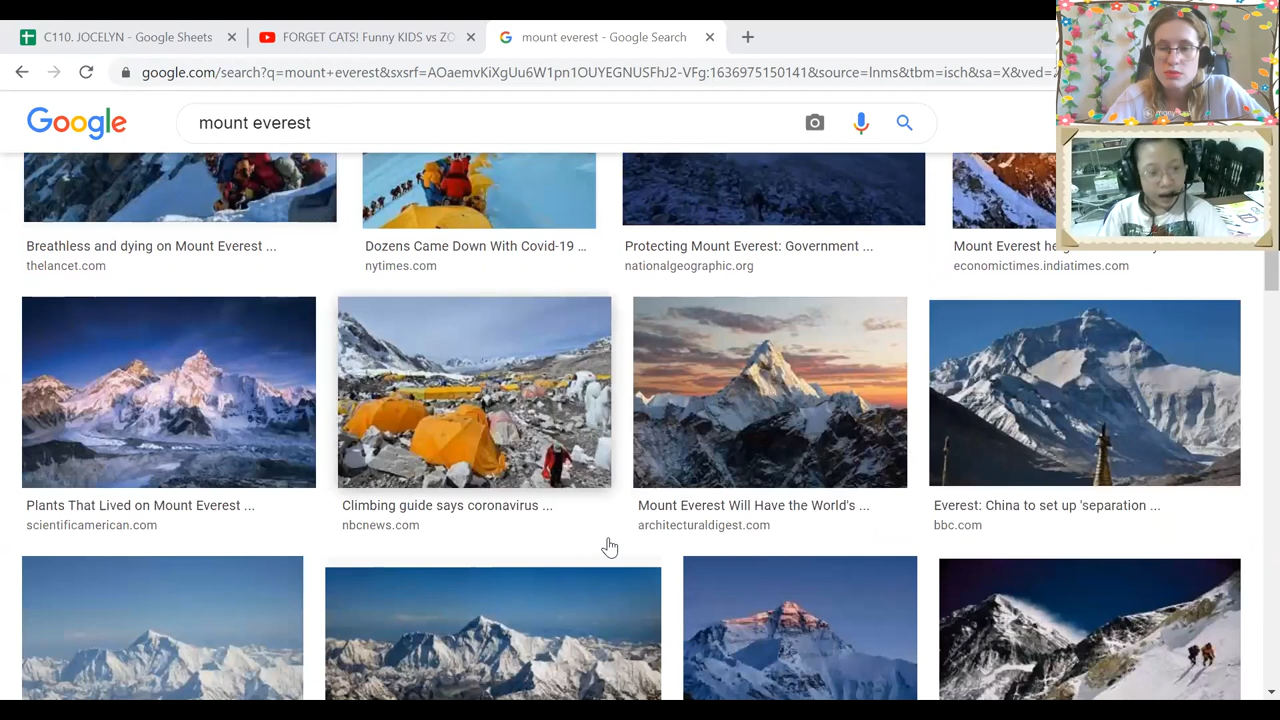 C110. JOCELYN - Google Sheets
FORGET CATS! Funny KIDS vs ZO
mount everest - Google Search
google.com/search?q=mount+everest&sxsrf=AOaemvKiXgUu6W1pn1OUYEGNUSFhJ2-VFg:1636975150141&source=lnms&tbm=isch&sa=X&ved=2
Google
mount everest
Breathless and dying on Mount Everest ...
thelancet.com
Dozens Came Down With Covid-19 ...
nytimes.com
Protecting Mount Everest: Government ...
nationalgeographic.org
Mount Everest
economictimes.indiatimes.com
Plants That Lived on Mount Everest ...
scientificamerican.com
Climbing guide says coronavirus ...
nbcnews.com
Mount Everest Will Have the World's ...
architecturaldigest.com
Everest: China to set up 'separation ...
bbc.com